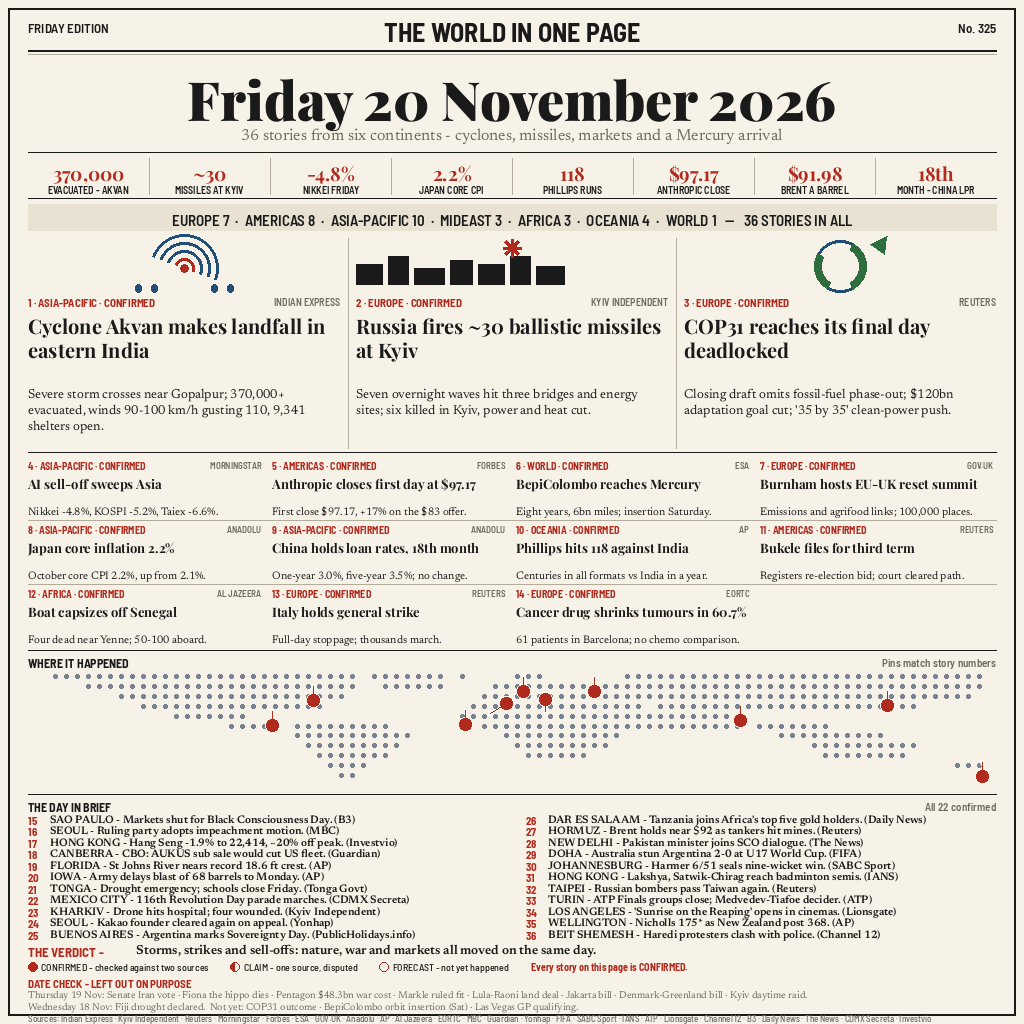 FRIDAY EDITION
THE WORLD IN ONE PAGE
No. 325
Friday 20 November 2026
36 stories from six continents - cyclones, missiles, markets and a Mercury arrival
370,000
EVACUATED - AKVAN
~30
MISSILES AT KYIV
-4.8%
NIKKEI FRIDAY
2.2%
JAPAN CORE CPI
118
PHILLIPS RUNS
$97.17
ANTHROPIC CLOSE
$91.98
BRENT A BARREL
18th
MONTH - CHINA LPR
EUROPE 7 · AMERICAS 8 · ASIA-PACIFIC 10 · MIDEAST 3 · AFRICA 3 · OCEANIA 4 · WORLD 1 — 36 STORIES IN ALL
1 · ASIA-PACIFIC · CONFIRMED
INDIAN EXPRESS
Cyclone Akvan makes landfall in
eastern India
Severe storm crosses near Gopalpur; 370,000+
evacuated, winds 90-100 km/h gusting 110, 9,341
shelters open.
2 · EUROPE · CONFIRMED
KYIV INDEPENDENT
Russia fires ~30 ballistic missiles
at Kyiv
Seven overnight waves hit three bridges and energy
sites; six killed in Kyiv, power and heat cut.
3 · EUROPE · CONFIRMED
REUTERS
COP31 reaches its final day
deadlocked
Closing draft omits fossil-fuel phase-out; $120bn
adaptation goal cut; '35 by 35' clean-power push.
4 · ASIA-PACIFIC · CONFIRMED
MORNINGSTAR
AI sell-off sweeps Asia
Nikkei -4.8%, KOSPI -5.2%, Taiex -6.6%.
5 · AMERICAS · CONFIRMED
FORBES
Anthropic closes first day at $97.17
First close $97.17, +17% on the $83 offer.
6 · WORLD · CONFIRMED
ESA
BepiColombo reaches Mercury
Eight years, 6bn miles; insertion Saturday.
7 · EUROPE · CONFIRMED
GOV.UK
Burnham hosts EU-UK reset summit
Emissions and agrifood links; 100,000 places.
8 · ASIA-PACIFIC · CONFIRMED
ANADOLU
Japan core inflation 2.2%
October core CPI 2.2%, up from 2.1%.
9 · ASIA-PACIFIC · CONFIRMED
ANADOLU
China holds loan rates, 18th month
One-year 3.0%, five-year 3.5%; no change.
10 · OCEANIA · CONFIRMED
AP
Phillips hits 118 against India
Centuries in all formats vs India in a year.
11 · AMERICAS · CONFIRMED
REUTERS
Bukele files for third term
Registers re-election bid; court cleared path.
12 · AFRICA · CONFIRMED
AL JAZEERA
Boat capsizes off Senegal
Four dead near Yenne; 50-100 aboard.
13 · EUROPE · CONFIRMED
REUTERS
Italy holds general strike
Full-day stoppage; thousands march.
14 · EUROPE · CONFIRMED
EORTC
Cancer drug shrinks tumours in 60.7%
61 patients in Barcelona; no chemo comparison.
WHERE IT HAPPENED
Pins match story numbers
THE DAY IN BRIEF
All 22 confirmed
15 SAO PAULO - Markets shut for Black Consciousness Day. (B3)
16 SEOUL - Ruling party adopts impeachment motion. (MBC)
17 HONG KONG - Hang Seng -1.9% to 22,414, ~20% off peak. (Investvio)
18 CANBERRA - CBO: AUKUS sub sale would cut US fleet. (Guardian)
19 FLORIDA - St Johns River nears record 18.6 ft crest. (AP)
20 IOWA - Army delays blast of 68 barrels to Monday. (AP)
21 TONGA - Drought emergency; schools close Friday. (Tonga Govt)
22 MEXICO CITY - 116th Revolution Day parade marches. (CDMX Secreta)
23 KHARKIV - Drone hits hospital; four wounded. (Kyiv Independent)
24 SEOUL - Kakao founder cleared again on appeal. (Yonhap)
25 BUENOS AIRES - Argentina marks Sovereignty Day. (PublicHolidays.info)
26 DAR ES SALAAM - Tanzania joins Africa's top five gold holders. (Daily News)
27 HORMUZ - Brent holds near $92 as tankers hit mines. (Reuters)
28 NEW DELHI - Pakistan minister joins SCO dialogue. (The News)
29 DOHA - Australia stun Argentina 2-0 at U17 World Cup. (FIFA)
30 JOHANNESBURG - Harmer 6/51 seals nine-wicket win. (SABC Sport)
31 HONG KONG - Lakshya, Satwik-Chirag reach badminton semis. (IANS)
32 TAIPEI - Russian bombers pass Taiwan again. (Reuters)
33 TURIN - ATP Finals groups close; Medvedev-Tiafoe decider. (ATP)
34 LOS ANGELES - 'Sunrise on the Reaping' opens in cinemas. (Lionsgate)
35 WELLINGTON - Nicholls 175* as New Zealand post 368. (AP)
36 BEIT SHEMESH - Haredi protesters clash with police. (Channel 12)
THE VERDICT - Storms, strikes and sell-offs: nature, war and markets all moved on the same day.
CONFIRMED - checked against two sources
CLAIM - one source, disputed
FORECAST - not yet happened
Every story on this page is CONFIRMED.
DATE CHECK - LEFT OUT ON PURPOSE
Thursday 19 Nov: Senate Iran vote · Fiona the hippo dies · Pentagon $48.3bn war cost · Markle ruled fit · Lula-Raoni land deal · Jakarta bill · Denmark-Greenland bill · Kyiv daytime raid.
Wednesday 18 Nov: Fiji drought declared. Not yet: COP31 outcome · BepiColombo orbit insertion (Sat) · Las Vegas GP qualifying.
Sources: Indian Express · Kyiv Independent · Reuters · Morningstar · Forbes · ESA · GOV.UK · Anadolu · AP · Al Jazeera · EORTC · MBC · Guardian · Yonhap · FIFA · SABC Sport · IANS · ATP · Lionsgate · Channel 12 · B3 · Daily News · The News · CDMX Secreta · Investvio